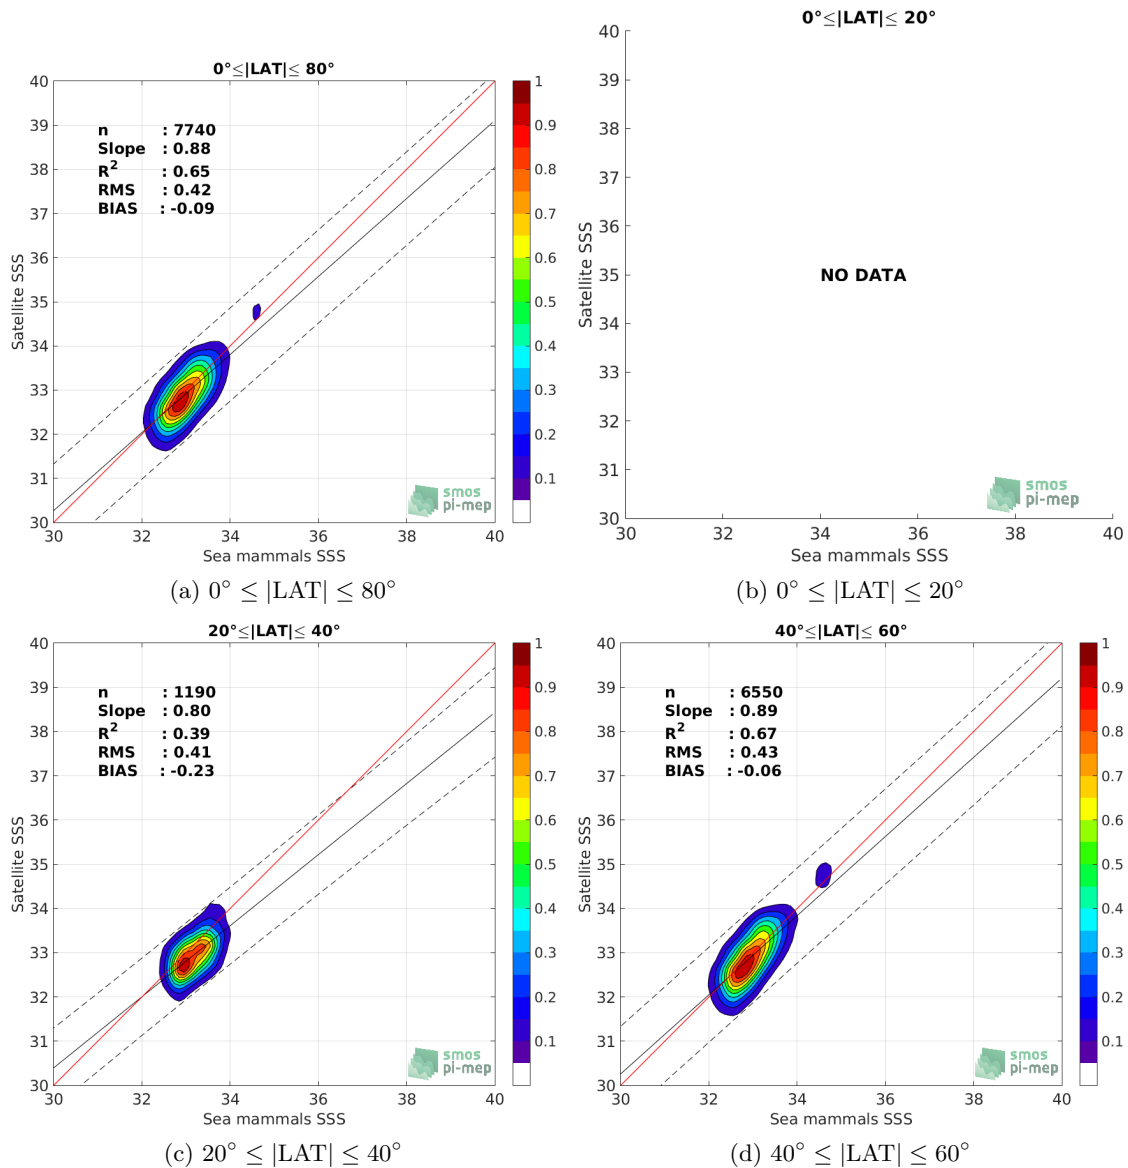 0°≤|LAT|≤ 80°
40
39
38
37
36
35
34
33
32
31
30
Satellite SSS
n : 7740
Slope : 0.88
R² : 0.65
RMS : 0.42
BIAS : -0.09
smos
pi-mep
30 32 34 36 38 40
Sea mammals SSS
1
0.9
0.8
0.7
0.6
0.5
0.4
0.3
0.2
0.1
(a) 0° ≤ |LAT| ≤ 80°
0°≤|LAT|≤ 20°
40
39
38
37
36
35
34
33
32
31
30
Satellite SSS
NO DATA
smos
pi-mep
30 32 34 36 38 40
Sea mammals SSS
(b) 0° ≤ |LAT| ≤ 20°
20°≤|LAT|≤ 40°
40
39
38
37
36
35
34
33
32
31
30
Satellite SSS
n : 1190
Slope : 0.80
R² : 0.39
RMS : 0.41
BIAS : -0.23
smos
pi-mep
30 32 34 36 38 40
Sea mammals SSS
1
0.9
0.8
0.7
0.6
0.5
0.4
0.3
0.2
0.1
(c) 20° ≤ |LAT| ≤ 40°
40°≤|LAT|≤ 60°
40
39
38
37
36
35
34
33
32
31
30
Satellite SSS
n : 6550
Slope : 0.89
R² : 0.67
RMS : 0.43
BIAS : -0.06
smos
pi-mep
30 32 34 36 38 40
Sea mammals SSS
1
0.9
0.8
0.7
0.6
0.5
0.4
0.3
0.2
0.1
(d) 40° ≤ |LAT| ≤ 60°